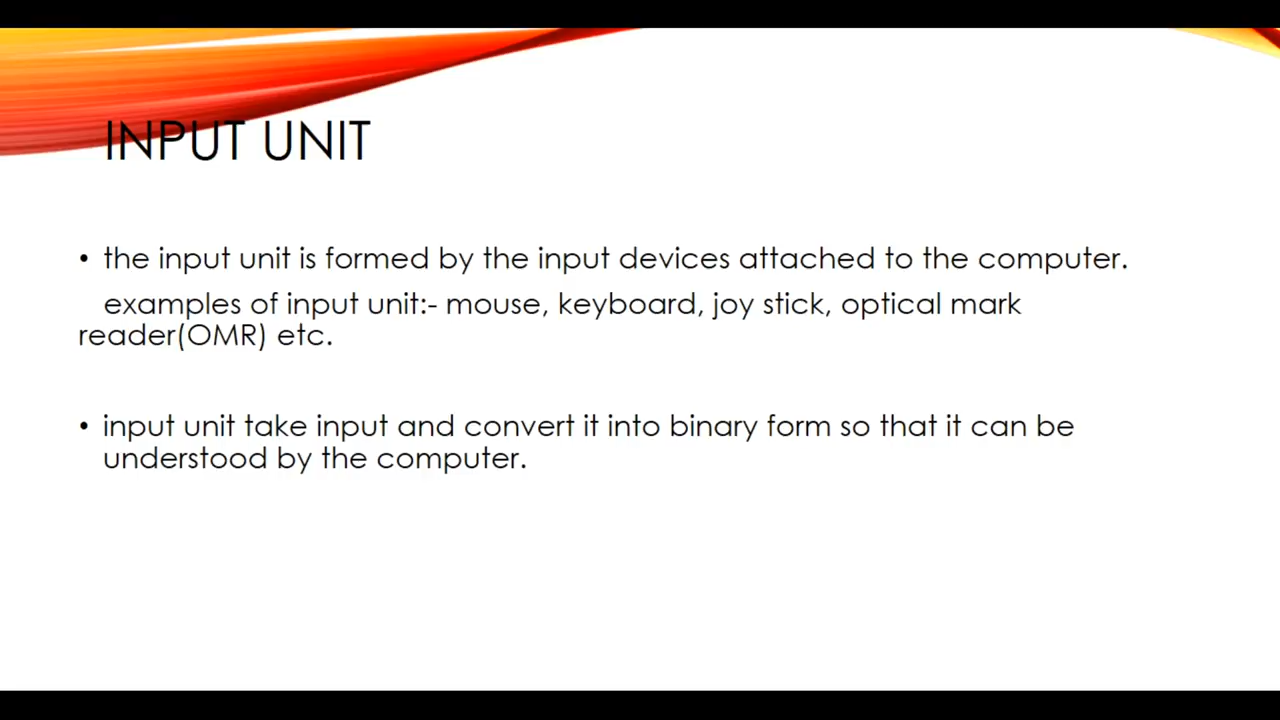 INPUT UNIT
• the input unit is formed by the input devices attached to the computer.
examples of input unit:- mouse, keyboard, joy stick, optical mark
reader(OMR) etc.
• input unit take input and convert it into binary form so that it can be
understood by the computer.